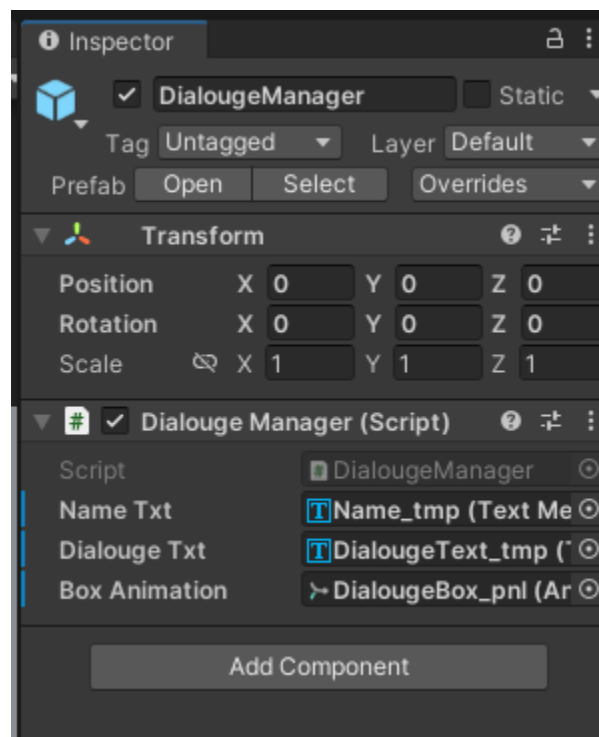 Inspector
DialougeManager Static
Tag Untagged Layer Default
Prefab Open Select Overrides
Transform
Position X 0 Y 0 Z 0
Rotation X 0 Y 0 Z 0
Scale X 1 Y 1 Z 1
# Dialouge Manager (Script)
Script # DialougeManager
Name Txt T Name_tmp (Text Me
Dialouge Txt T DialougeText_tmp (T
Box Animation DialougeBox_pnl (An
Add Component